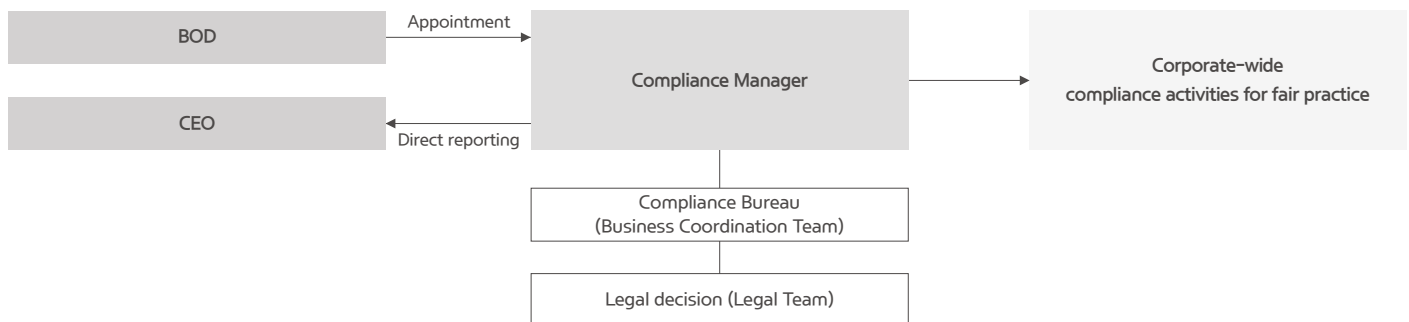 BOD
Appointment
Compliance Manager
Corporate-wide
compliance activities for fair practice
CEO
Direct reporting
Compliance Bureau
(Business Coordination Team)
Legal decision (Legal Team)